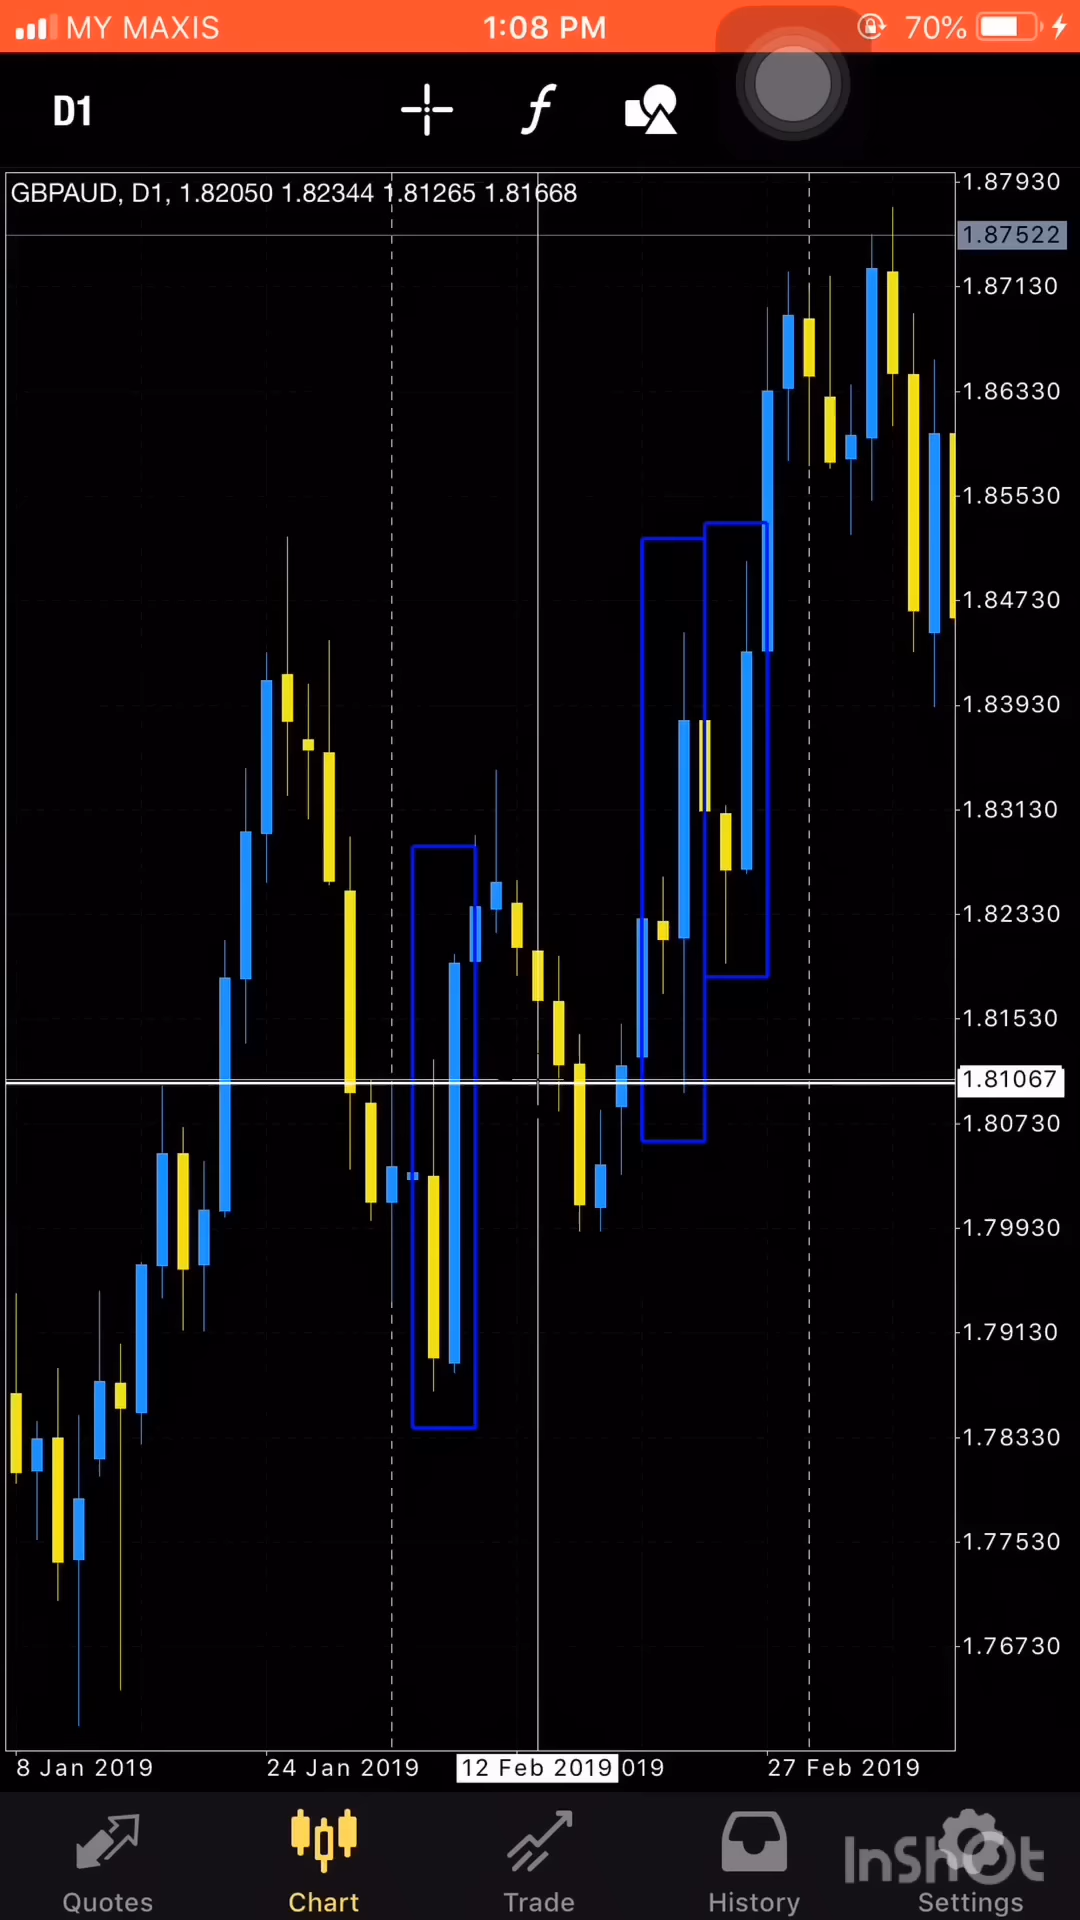 MY MAXIS 1:08 PM 70%
D1 f
GBPAUD, D1, 1.82050 1.82344 1.81265 1.81668
1.87930
1.87522
1.87130
1.86330
1.85530
1.84730
1.83930
1.83130
1.82330
1.81530
1.81067
1.80730
1.79930
1.79130
1.78330
1.77530
1.76730
8 Jan 2019 24 Jan 2019 12 Feb 2019 019 27 Feb 2019
InShOt
Quotes Chart Trade History Settings